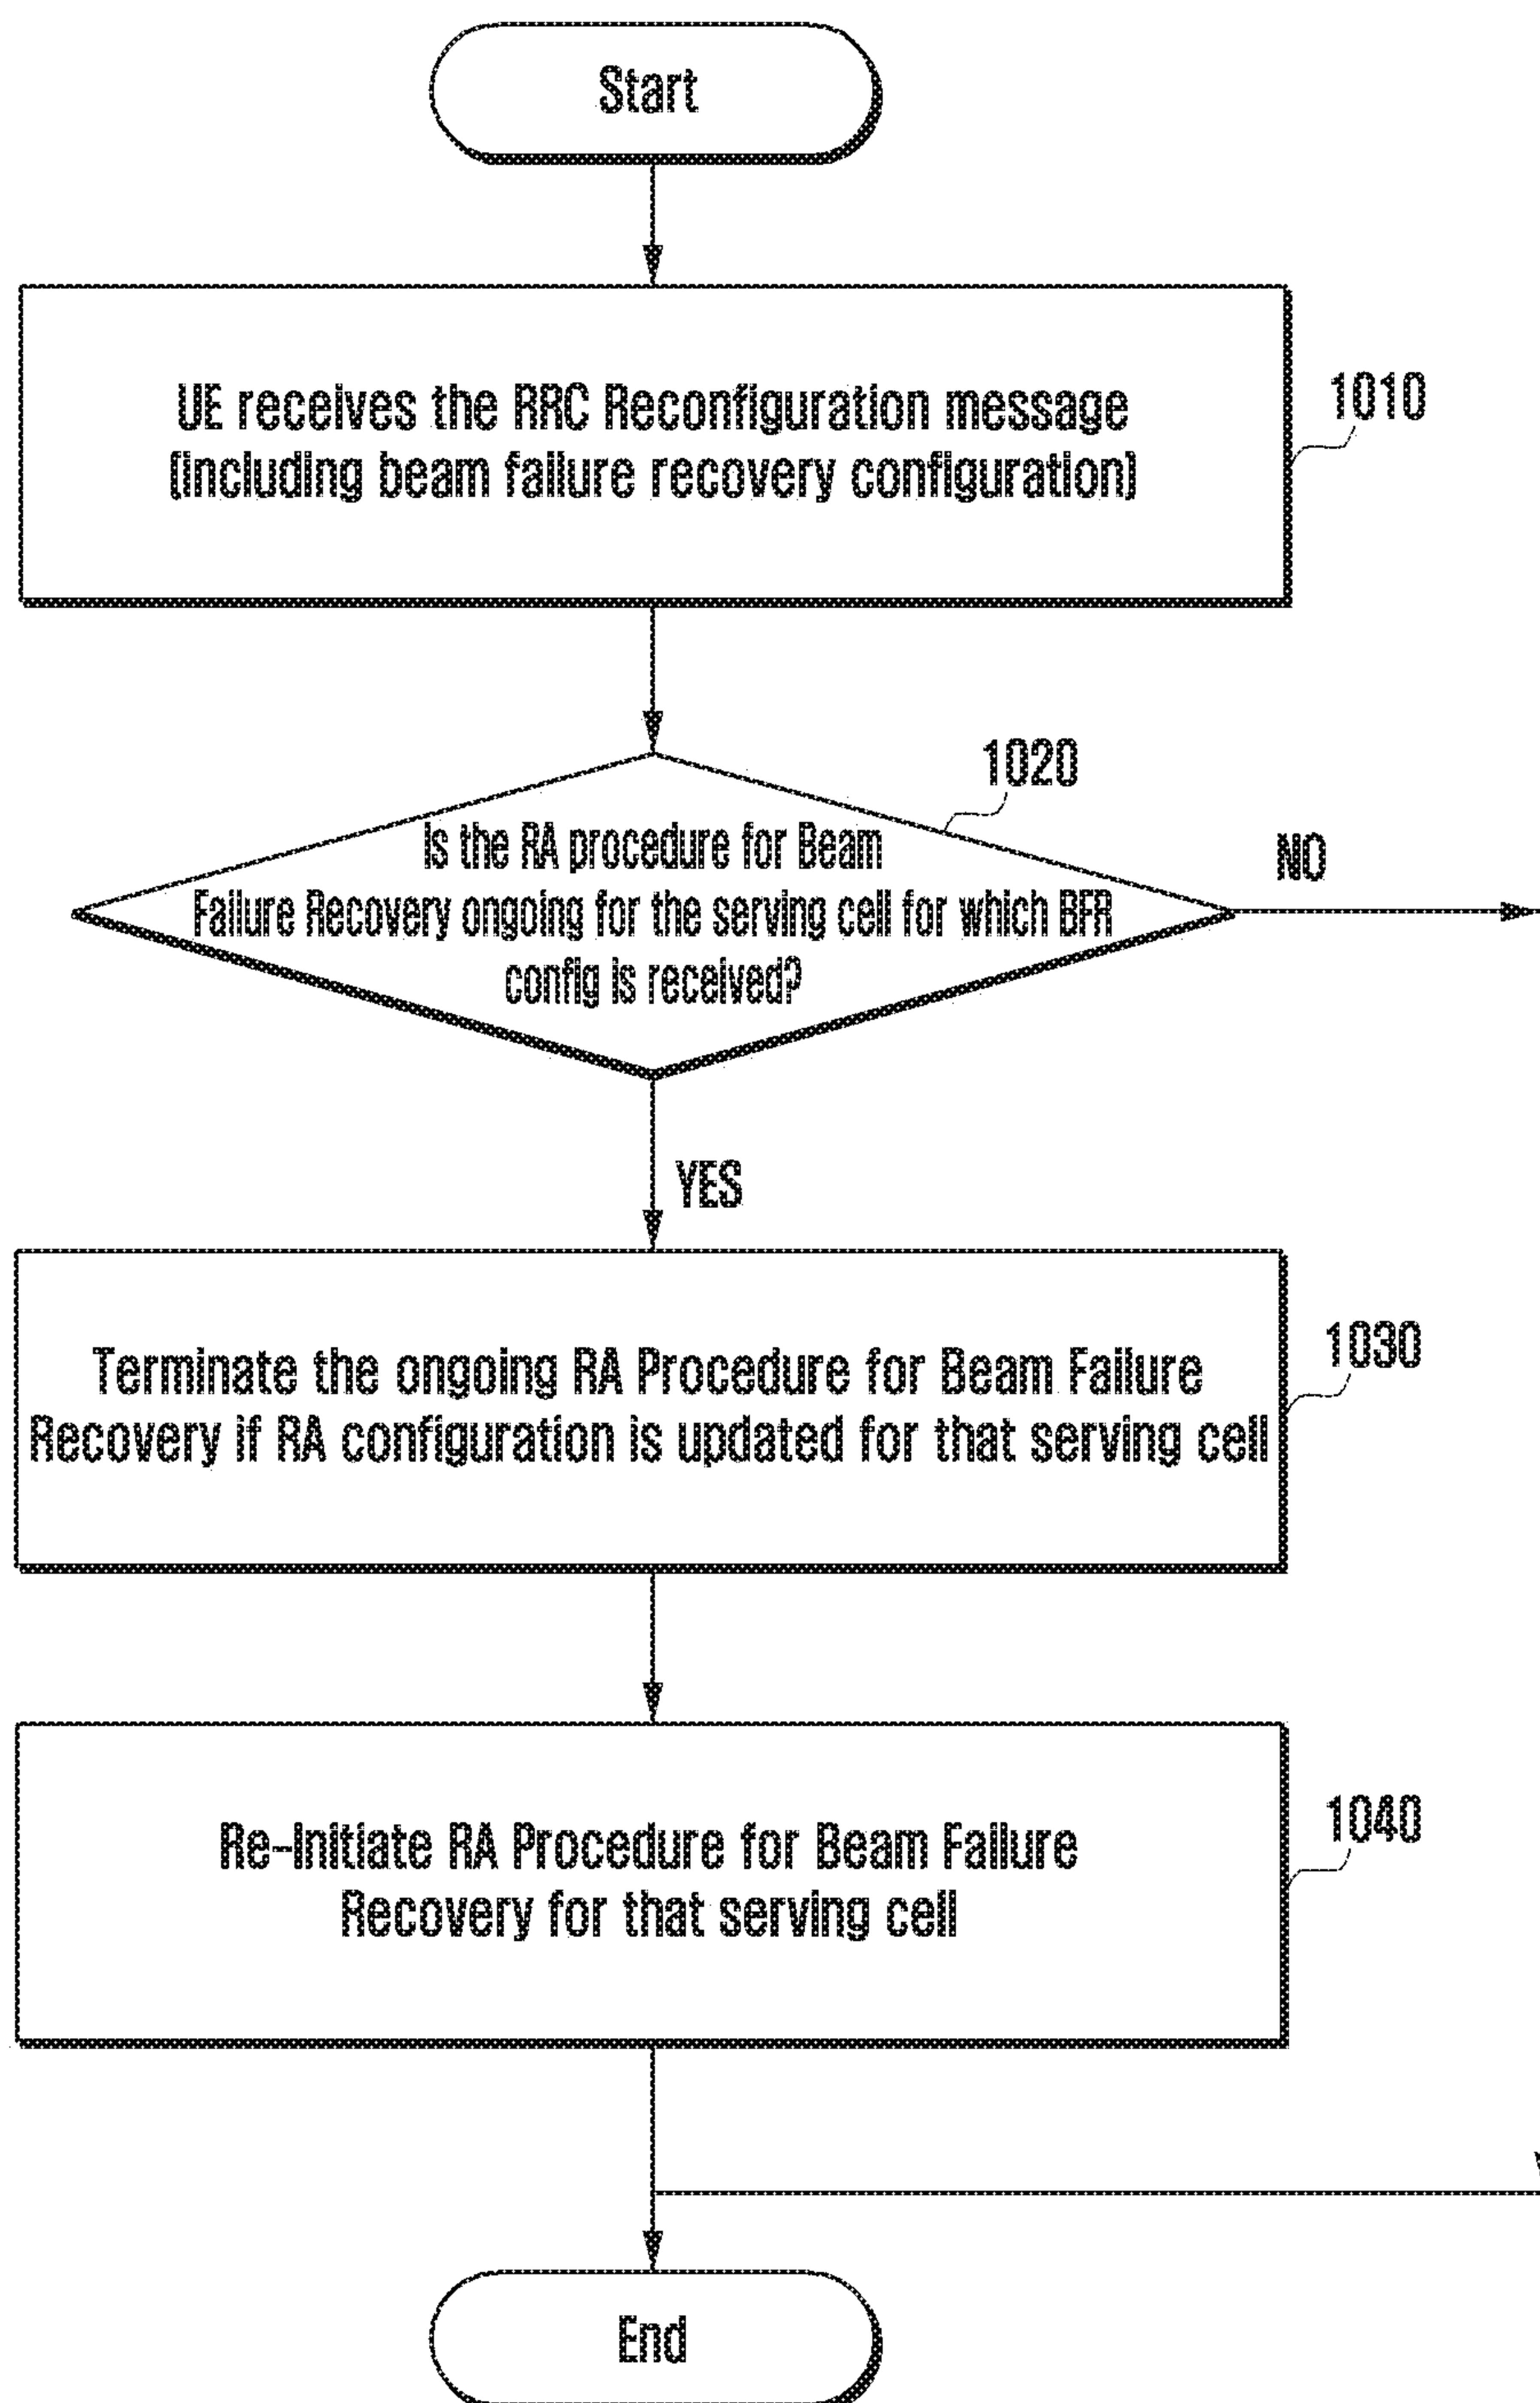 Start
UE receives the RRC Reconfiguration message
(including beam failure recovery configuration)
1010
1020
Is the RA procedure for Beam
Failure Recovery ongoing for the serving cell for which BFR
config is received?
NO
YES
Terminate the ongoing RA Procedure for Beam Failure
Recovery if RA configuration is updated for that serving cell
1030
Re-Initiate RA Procedure for Beam Failure
Recovery for that serving cell
1040
End